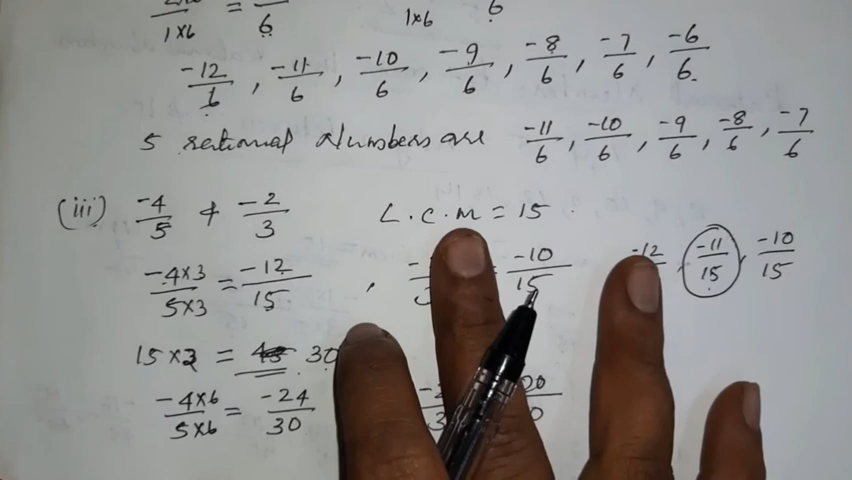 1×6 = 6 1×6 6
-12/6, -11/6, -10/6, -9/6, -8/6, -7/6, -6/6.
5 rational Numbers are -11/6, -10/6, -9/6, -8/6, -7/6
(iii) -4/5 & -2/3 L.C.M = 15.
-4×3/5×3 = -12/15, = -10/15 -12, -11/15, -10/15
15×2 = 30
-4×6/5×6 = -24/30